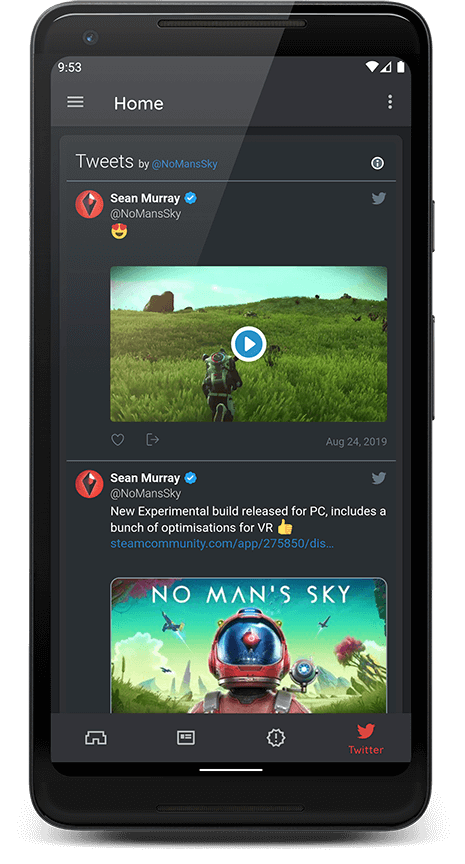 9:53
Home
Tweets by @NoMansSky
Sean Murray
@NoMansSky
😍
Aug 24, 2019
Sean Murray
@NoMansSky
New Experimental build released for PC, includes a
bunch of optimisations for VR 👍
steamcommunity.com/app/275850/dis…
NO MAN'S SKY
Twitter